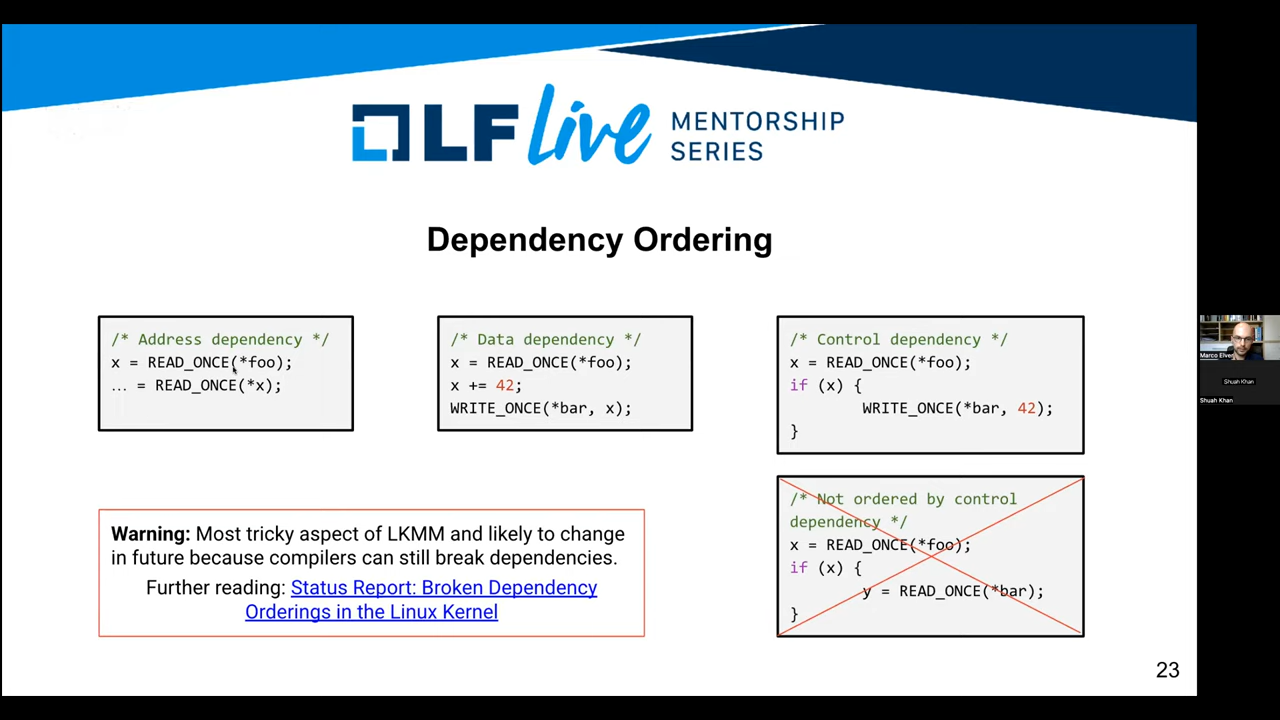 LF Live MENTORSHIP
SERIES
Dependency Ordering
/* Address dependency */
x = READ_ONCE(*foo);
... = READ_ONCE(*x);
/* Data dependency */
x = READ_ONCE(*foo);
x += 42;
WRITE_ONCE(*bar, x);
/* Control dependency */
x = READ_ONCE(*foo);
if (x) {
WRITE_ONCE(*bar, 42);
}
/* Not ordered by control
dependency */
x = READ_ONCE(*foo);
if (x) {
y = READ_ONCE(*bar);
}
Warning: Most tricky aspect of LKMM and likely to change
in future because compilers can still break dependencies.
Further reading: Status Report: Broken Dependency
Orderings in the Linux Kernel
23
Marco Elver
Shuah Khan
Shuah Khan